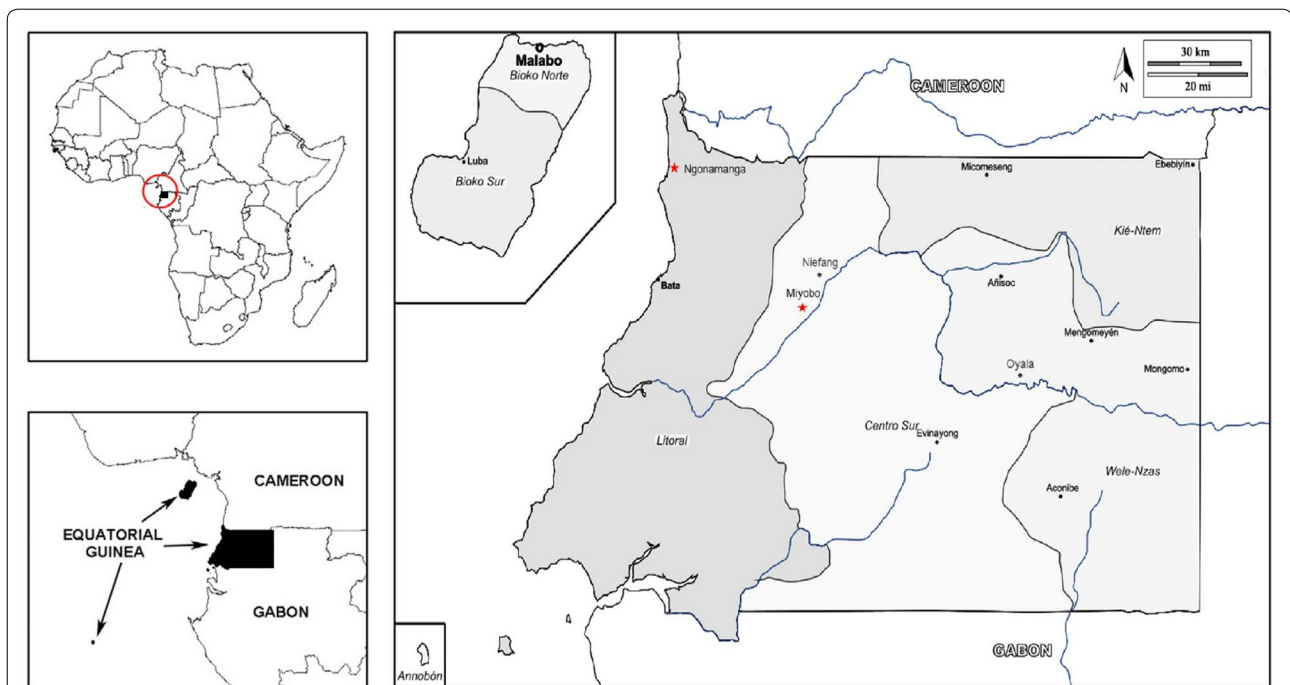 CAMEROON
EQUATORIAL
GUINEA
GABON
Malabo
Bioko Norte
Luba
Bioko Sur
Annobón
30 km
20 mi
N
CAMEROON
Ngonamanga
Micomeseng
Ebebiyín
Kié-Ntem
Niefang
Añisoc
Bata
Miyobo
Mengomeyén
Oyala
Mongomo
Litoral
Centro Sur
Evinayong
Wele-Nzas
Aconibe
GABON